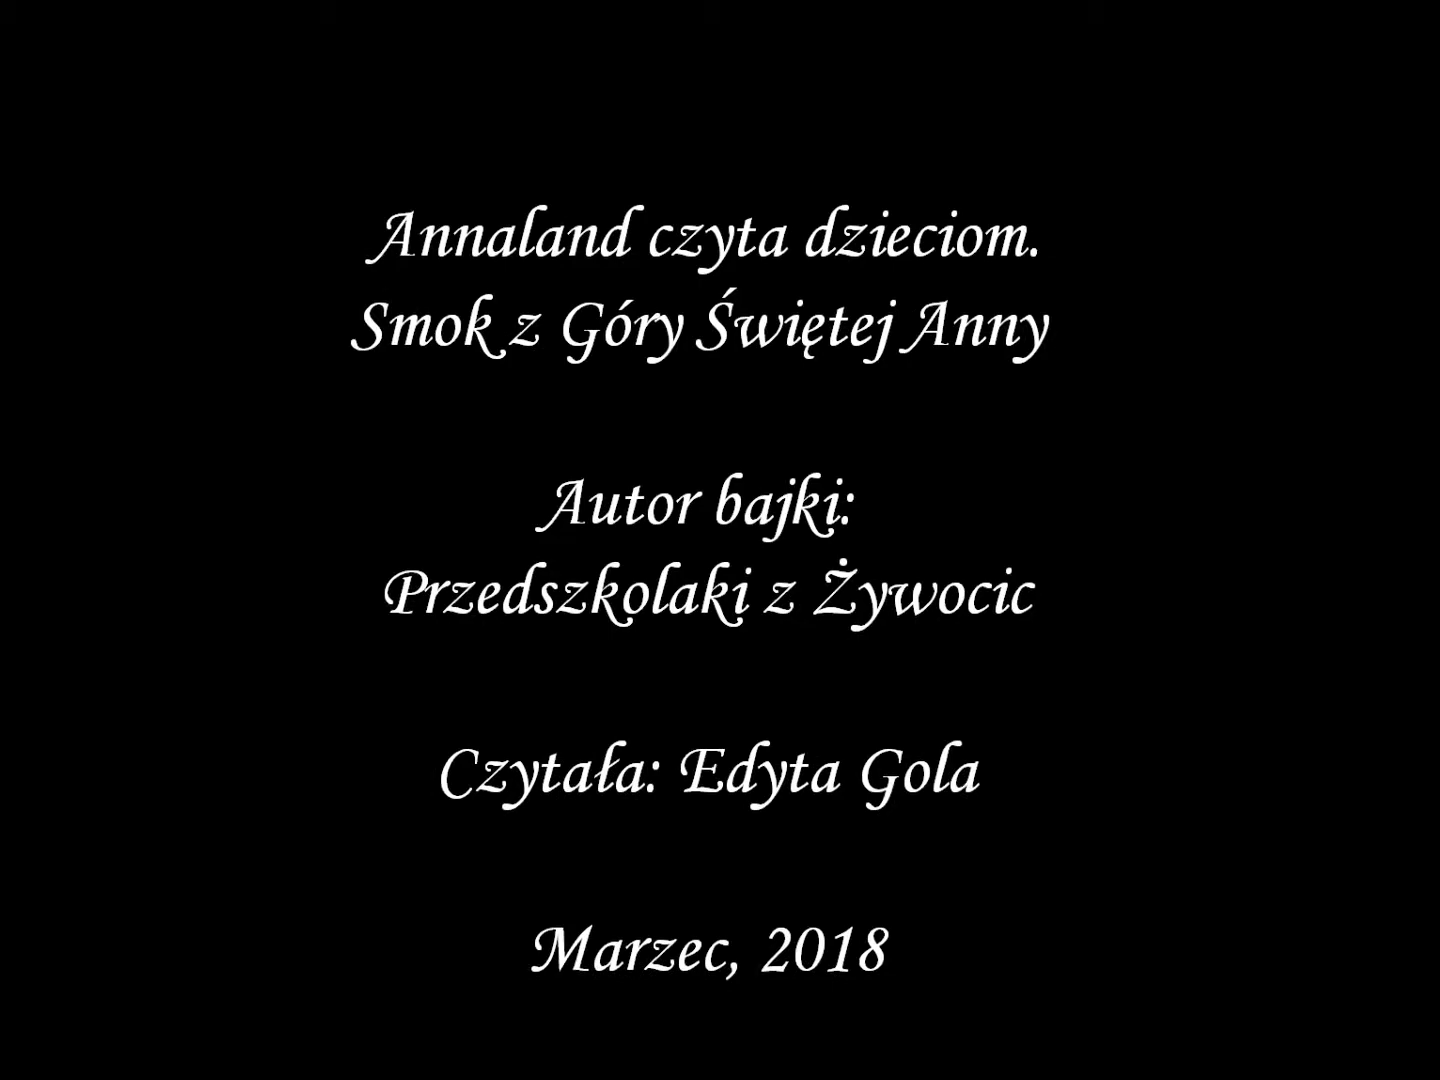 Annaland czyta dzieciom.
Smok z Góry Świętej Anny
Autor bajki:
Przedszkolaki z Żywocic
Czytała: Edyta Gola
Marzec, 2018